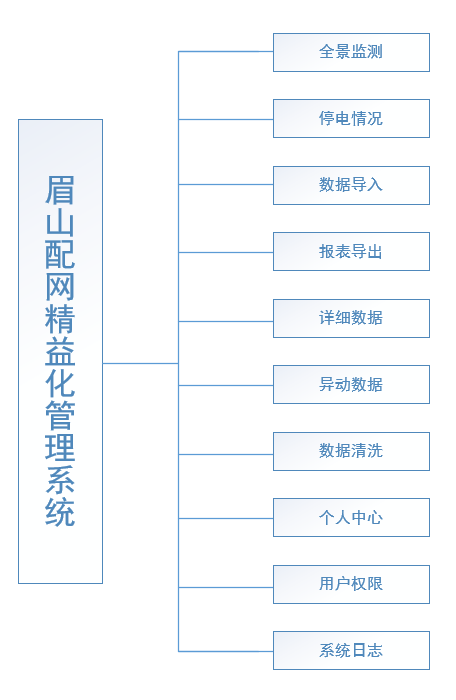 眉山配网精益化管理系统
全景监测
停电情况
数据导入
报表导出
详细数据
异动数据
数据清洗
个人中心
用户权限
系统日志